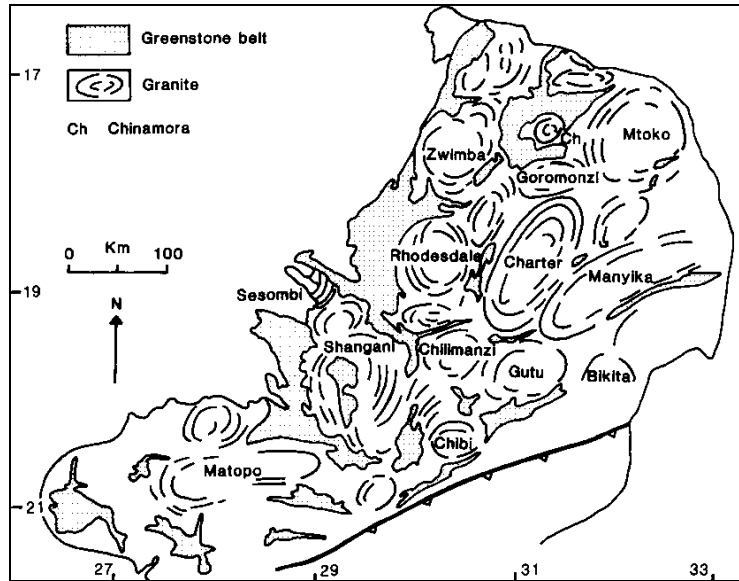 Greenstone belt
Granite
Ch Chinamora
17
Km
0 100
N
19
21
27
29
31
33
Zwimba
Ch
Mtoko
Goromonzi
Rhodesdale
Charter
Manyika
Sesombi
Shangani
Chilimanzi
Gutu
Bikita
Chibi
Matopo